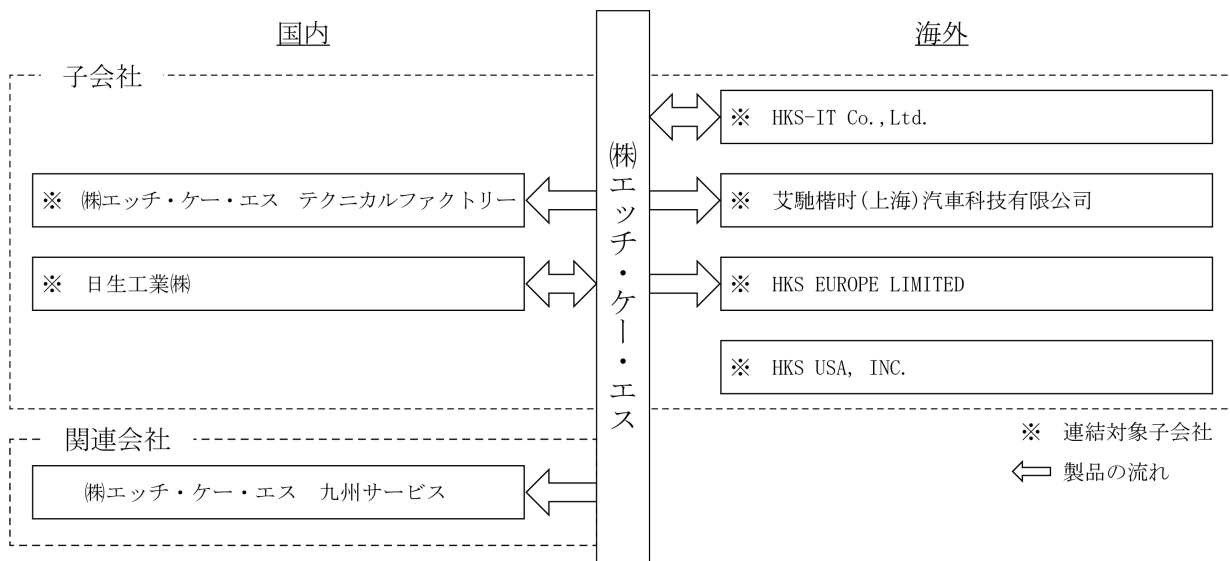 国内
海外
子会社
※ HKS-IT Co.,Ltd.
※ ㈱エッチ・ケー・エス テクニカルファクトリー
※ 艾馳楷时(上海)汽車科技有限公司
※ 日生工業㈱
※ HKS EUROPE LIMITED
※ HKS USA, INC.
㈱エッチ・ケー・エス
関連会社
㈱エッチ・ケー・エス 九州サービス
※ 連結対象子会社
製品の流れ